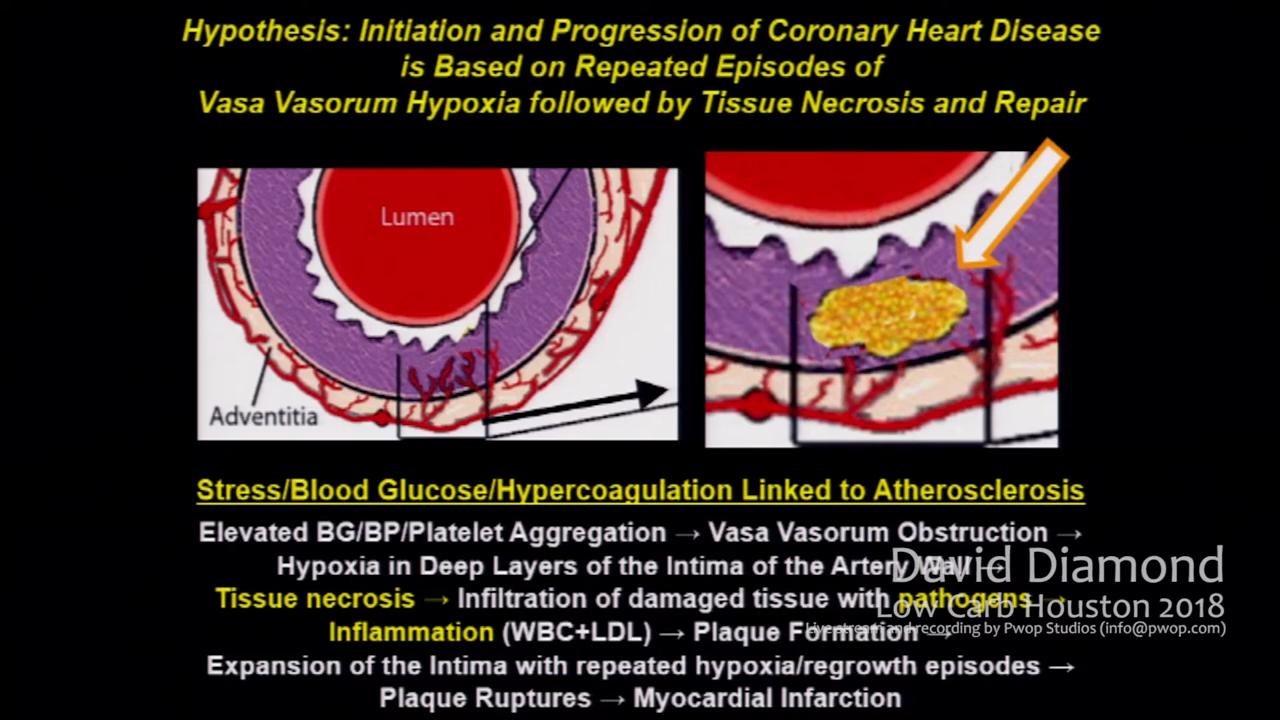 Hypothesis: Initiation and Progression of Coronary Heart Disease
is Based on Repeated Episodes of
Vasa Vasorum Hypoxia followed by Tissue Necrosis and Repair
Lumen
Adventitia
Stress/Blood Glucose/Hypercoagulation Linked to Atherosclerosis
Elevated BG/BP/Platelet Aggregation → Vasa Vasorum Obstruction →
Hypoxia in Deep Layers of the Intima of the Artery Wall →
Tissue necrosis → Infiltration of damaged tissue with pathogens →
Inflammation (WBC+LDL) → Plaque Formation →
Expansion of the Intima with repeated hypoxia/regrowth episodes →
Plaque Ruptures → Myocardial Infarction
David Diamond
Low Carb Houston 2018
Live stream and recording by Pwop Studios (info@pwop.com)